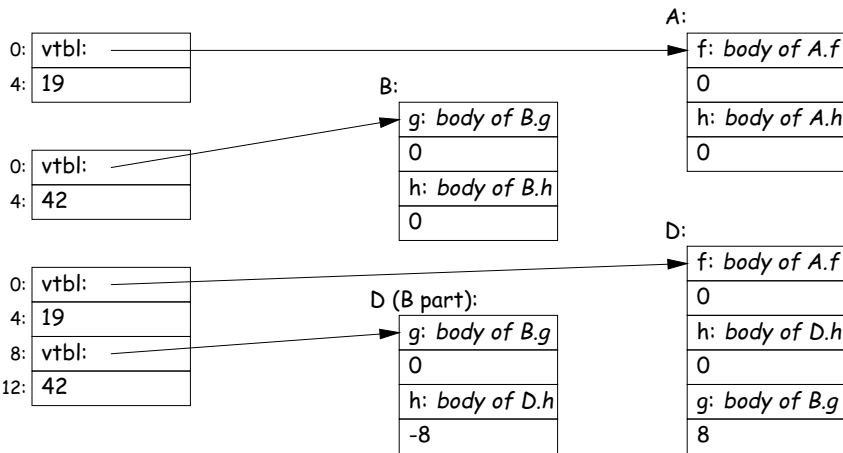 A:
0: vtbl:
4: 19
f: body of A.f
0
h: body of A.h
0
B:
g: body of B.g
0
h: body of B.h
0
0: vtbl:
4: 42
D:
f: body of A.f
0
h: body of D.h
0
g: body of B.g
8
0: vtbl:
4: 19
8: vtbl:
12: 42
D (B part):
g: body of B.g
0
h: body of D.h
-8